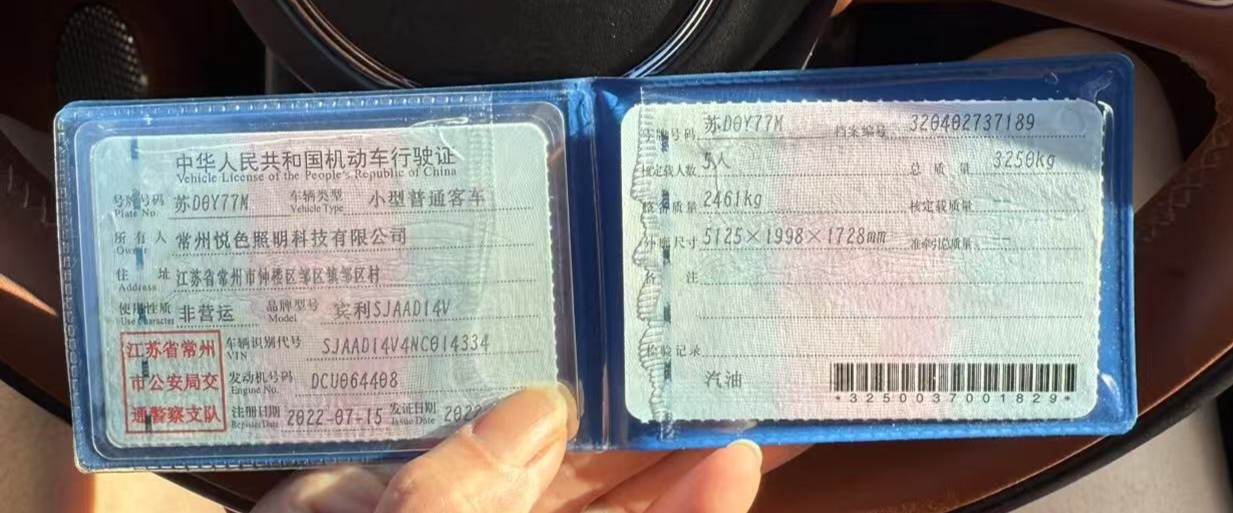 中华人民共和国机动车行驶证
Vehicle License of the People's Republic of China
号牌号码 苏D0Y77M 车辆类型 小型普通客车
Plate No. Vehicle Type
所有人 常州悦色照明科技有限公司
Owner
住址 江苏省常州市钟楼区邹区镇邹区村
Address
使用性质 非营运 品牌型号 宾利SJAAD14V
Use Character Model
江苏省常州
市公安局交
通警察支队
车辆识别代号 SJAAD14V4NC014334
VIN
发动机号码 DCU064408
Engine No.
注册日期 2022-07-15 发证日期 202
Register Date Issue Date
号牌号码 苏D0Y77M 档案编号 320402737189
核定载人数 5人 总质量 3250kg
整备质量 2461kg 核定载质量 --
外廓尺寸 5125×1998×1728mm 准牵引总质量 --
备注
检验记录
汽油
*3250037001829*